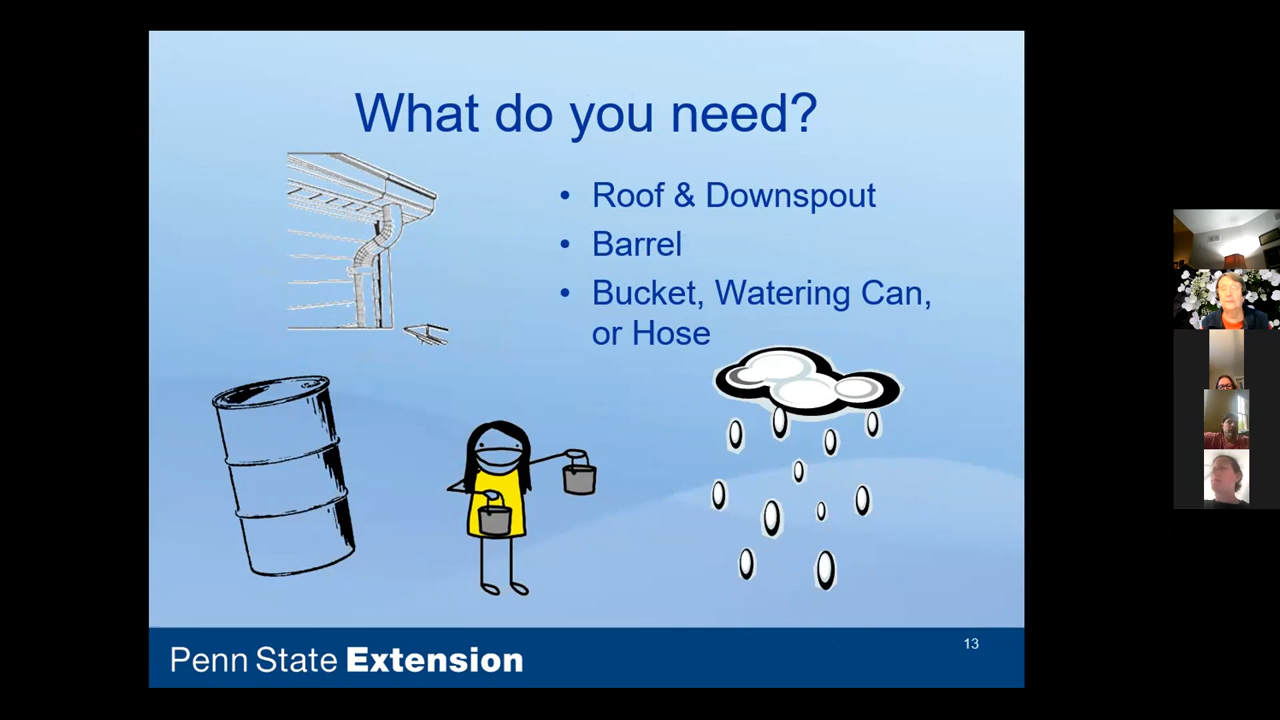 What do you need?
• Roof & Downspout
• Barrel
• Bucket, Watering Can,
or Hose
13
Penn State Extension